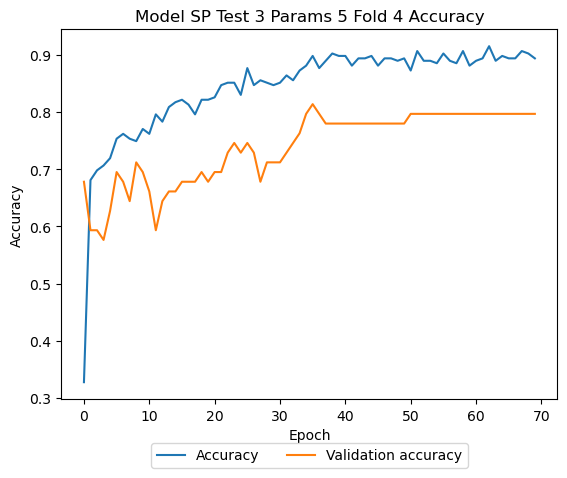 Model SP Test 3 Params 5 Fold 4 Accuracy
0.9
0.8
0.7
0.6
0.5
0.4
0.3
Accuracy
0 10 20 30 40 50 60 70
Epoch
Accuracy Validation accuracy